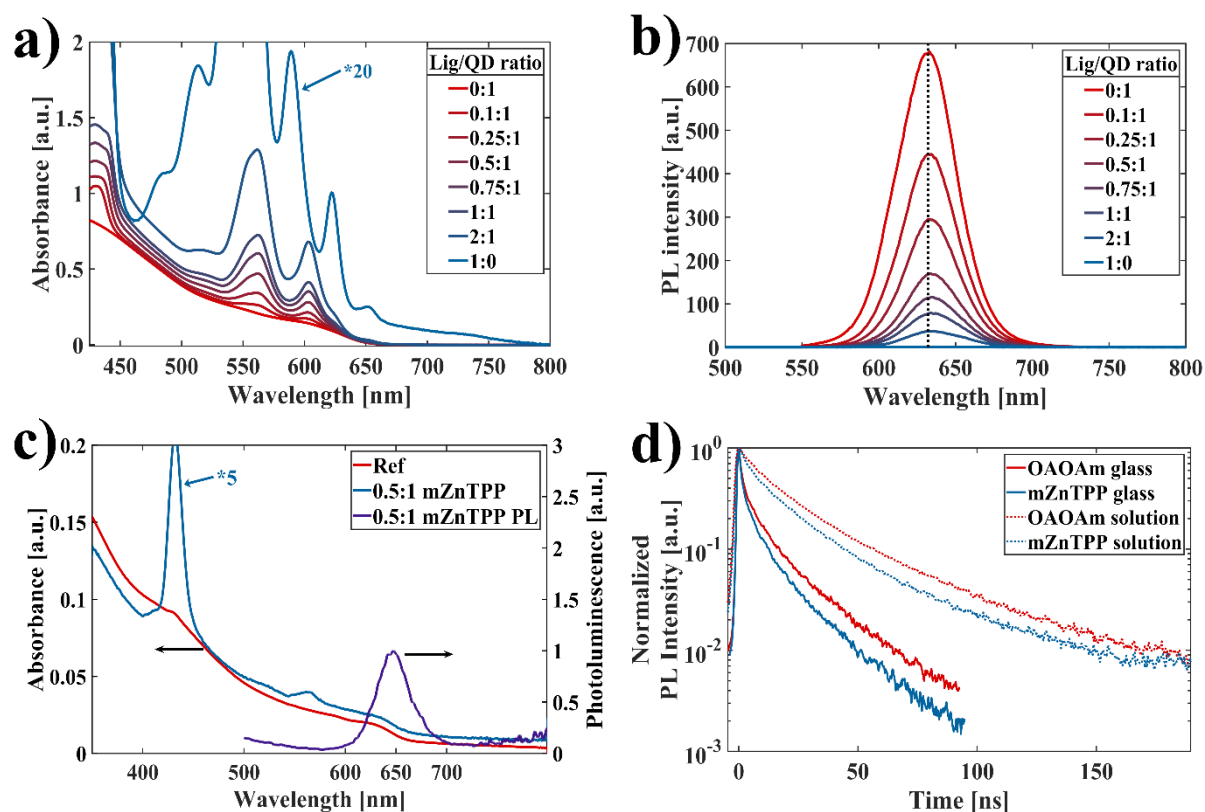 a)
Absorbance [a.u.]
2
1.5
1
0.5
0
*20
Lig/QD ratio
0:1
0.1:1
0.25:1
0.5:1
0.75:1
1:1
2:1
1:0
450 500 550 600 650 700 750 800
Wavelength [nm]
b)
PL intensity [a.u.]
700
600
500
400
300
200
100
0
Lig/QD ratio
0:1
0.1:1
0.25:1
0.5:1
0.75:1
1:1
2:1
1:0
500 550 600 650 700 750 800
Wavelength [nm]
c)
Absorbance [a.u.]
0.2
0.15
0.1
0.05
0
*5
Ref
0.5:1 mZnTPP
0.5:1 mZnTPP PL
3
2.5
2
1.5
1
0.5
0
Photoluminescence [a.u.]
400 500 600 650 700
Wavelength [nm]
d)
Normalized
PL Intensity [a.u.]
10^0
10^-1
10^-2
10^-3
OAOAm glass
mZnTPP glass
OAOAm solution
mZnTPP solution
0 50 100 150
Time [ns]